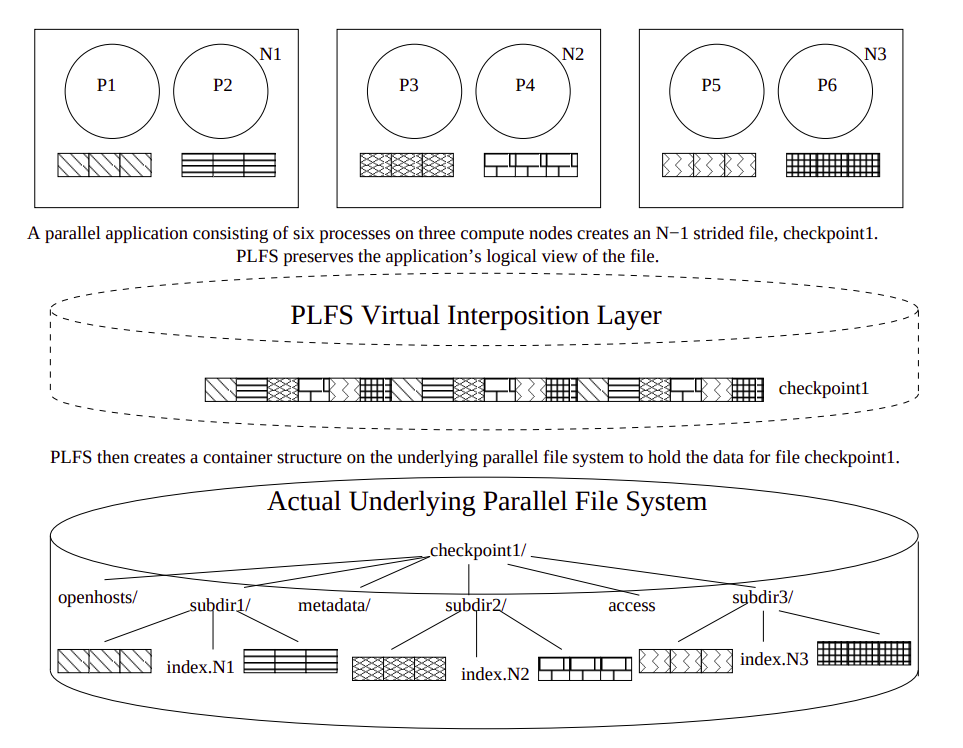 N1
P1
P2
N2
P3
P4
N3
P5
P6
A parallel application consisting of six processes on three compute nodes creates an N−1 strided file, checkpoint1.
PLFS preserves the application’s logical view of the file.
PLFS Virtual Interposition Layer
checkpoint1
PLFS then creates a container structure on the underlying parallel file system to hold the data for file checkpoint1.
Actual Underlying Parallel File System
checkpoint1/
openhosts/
subdir1/
metadata/
subdir2/
access
subdir3/
index.N1
index.N2
index.N3